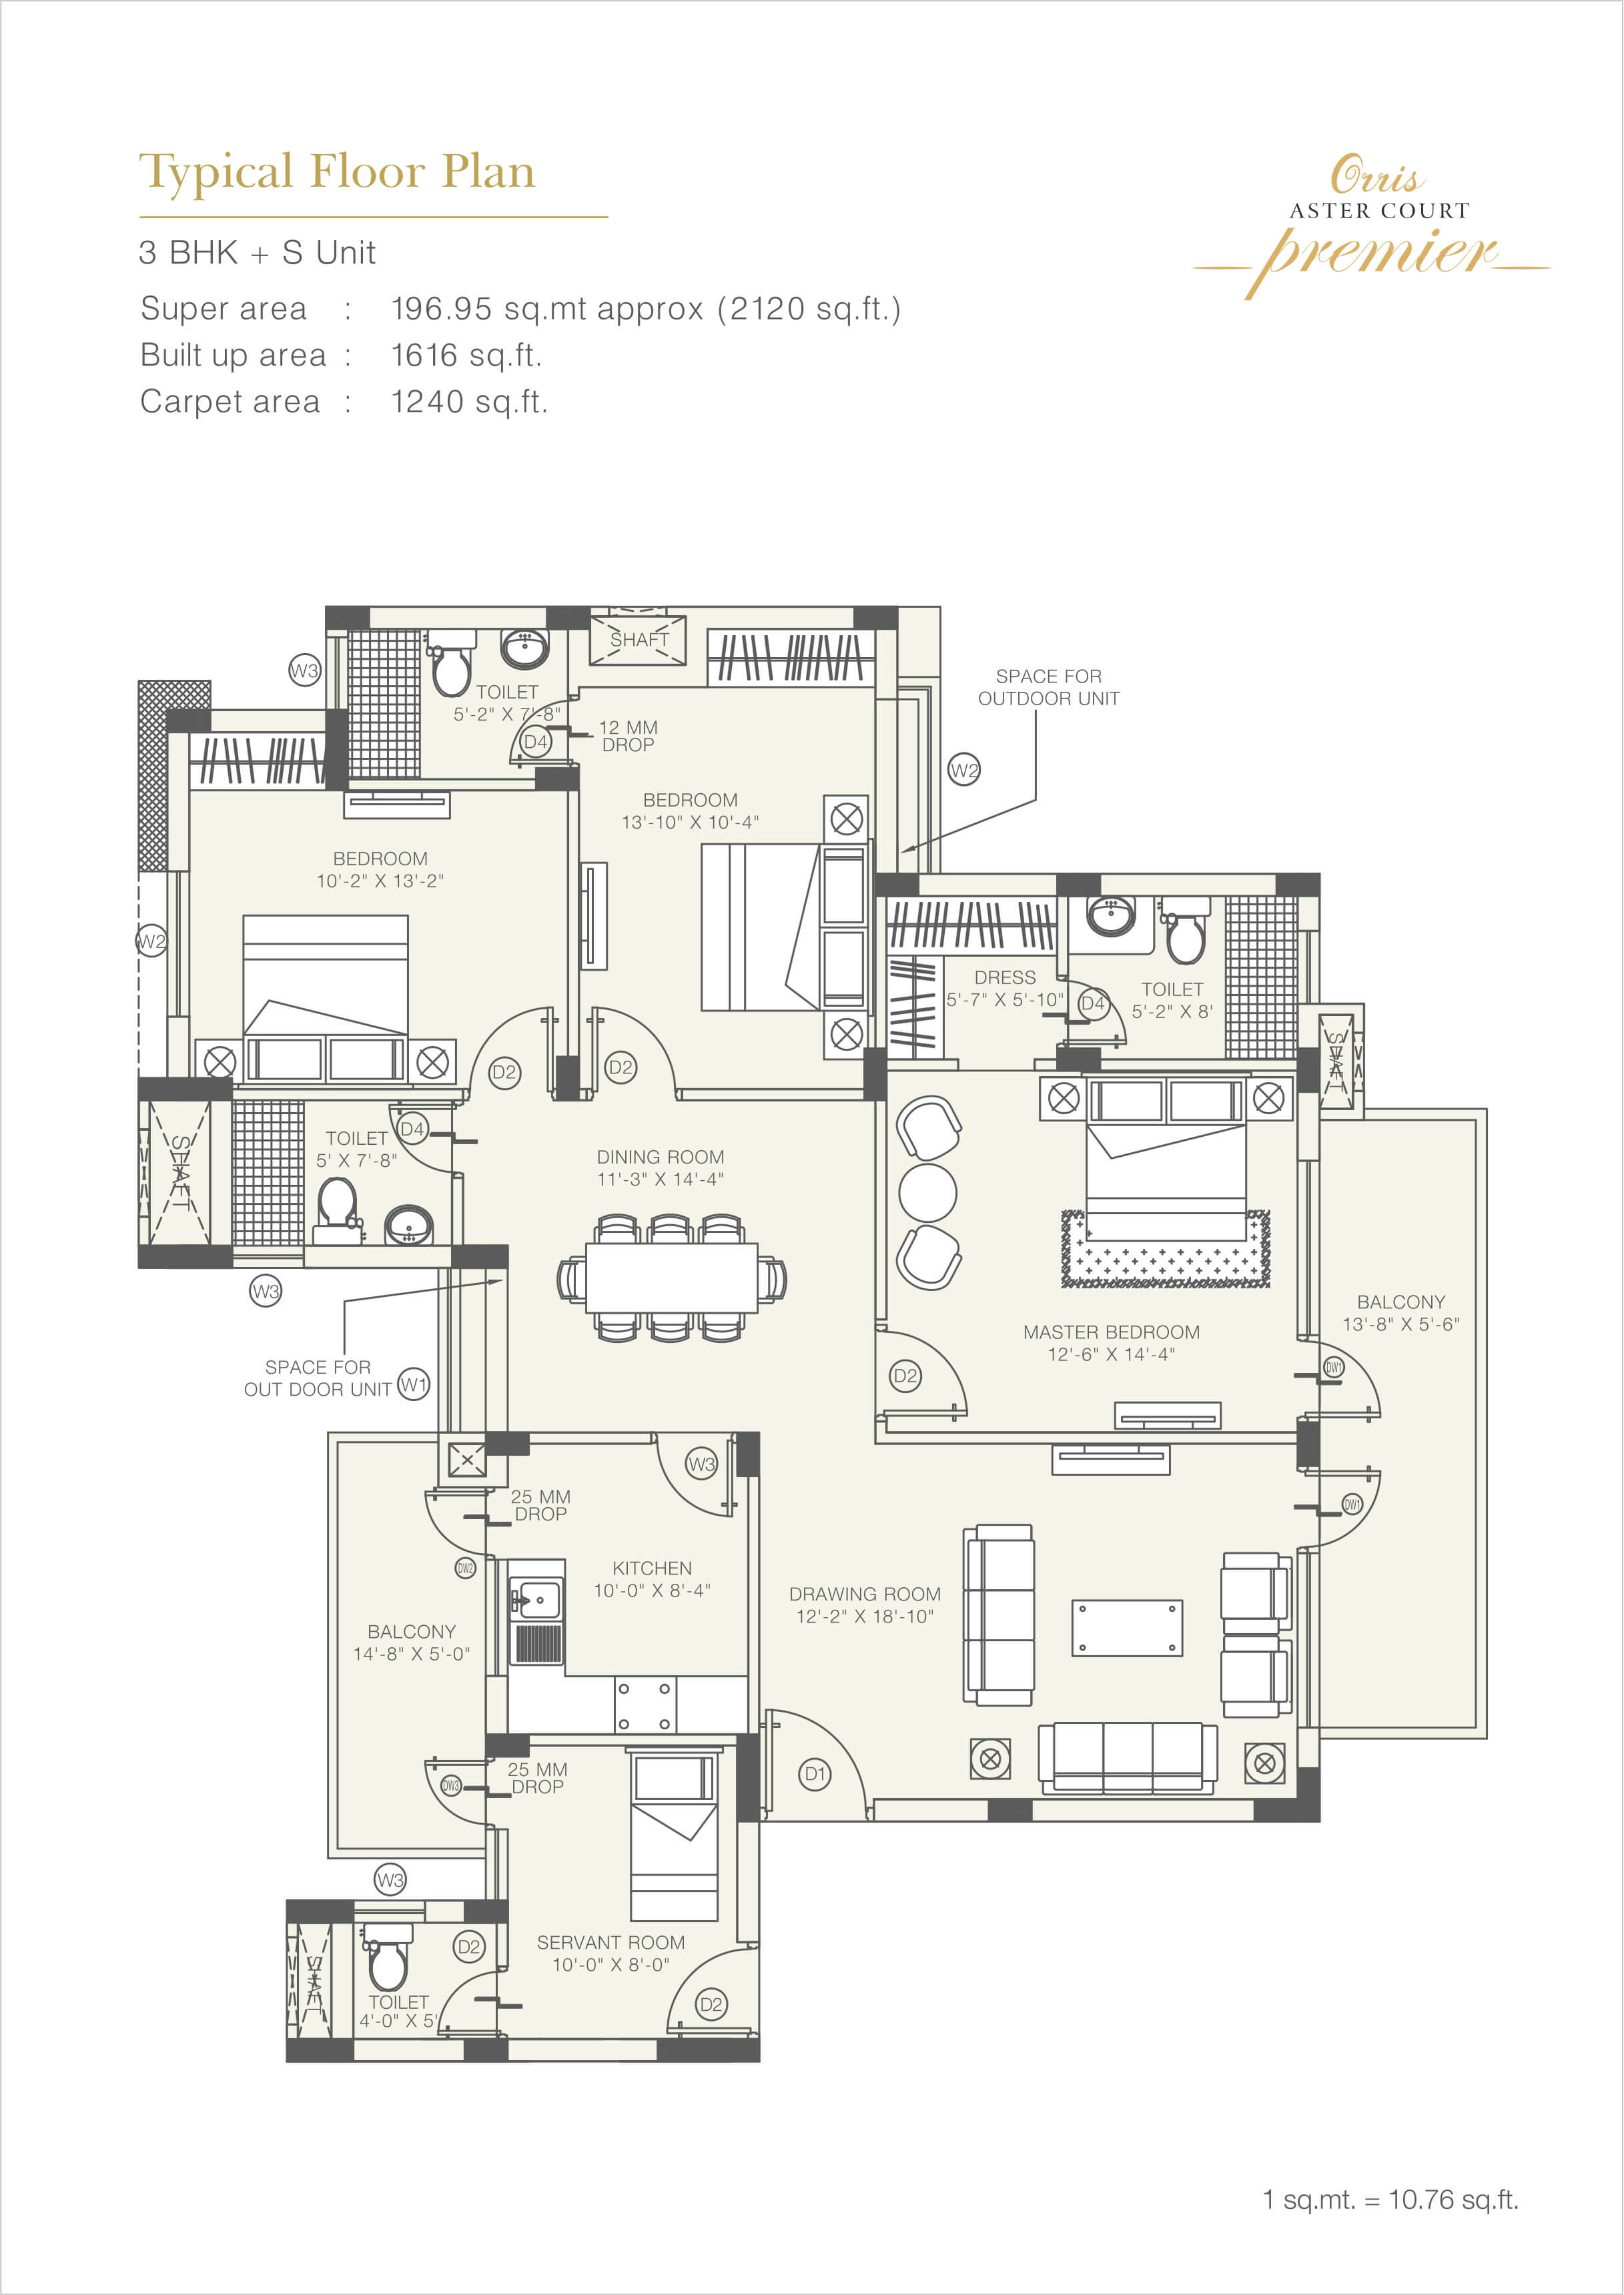 Typical Floor Plan
3 BHK + S Unit
Super area : 196.95 sq.mt approx (2120 sq.ft.)
Built up area : 1616 sq.ft.
Carpet area : 1240 sq.ft.
Orris
ASTER COURT
premier
SHAFT
W3
TOILET
5'-2" X 7'-8"
D4
12 MM
DROP
SPACE FOR
OUTDOOR UNIT
W2
BEDROOM
13'-10" X 10'-4"
BEDROOM
10'-2" X 13'-2"
W2
DRESS
5'-7" X 5'-10"
D4
TOILET
5'-2" X 8'
SHAFT
D2
D2
SHAFT
TOILET
5' X 7'-8"
D4
DINING ROOM
11'-3" X 14'-4"
W3
SPACE FOR
OUT DOOR UNIT
W1
MASTER BEDROOM
12'-6" X 14'-4"
D2
BALCONY
13'-8" X 5'-6"
DW1
DW1
W3
25 MM
DROP
DW2
KITCHEN
10'-0" X 8'-4"
DRAWING ROOM
12'-2" X 18'-10"
BALCONY
14'-8" X 5'-0"
D1
25 MM
DROP
DW3
W3
SERVANT ROOM
10'-0" X 8'-0"
D2
D2
SHAFT
TOILET
4'-0" X 5'
1 sq.mt. = 10.76 sq.ft.